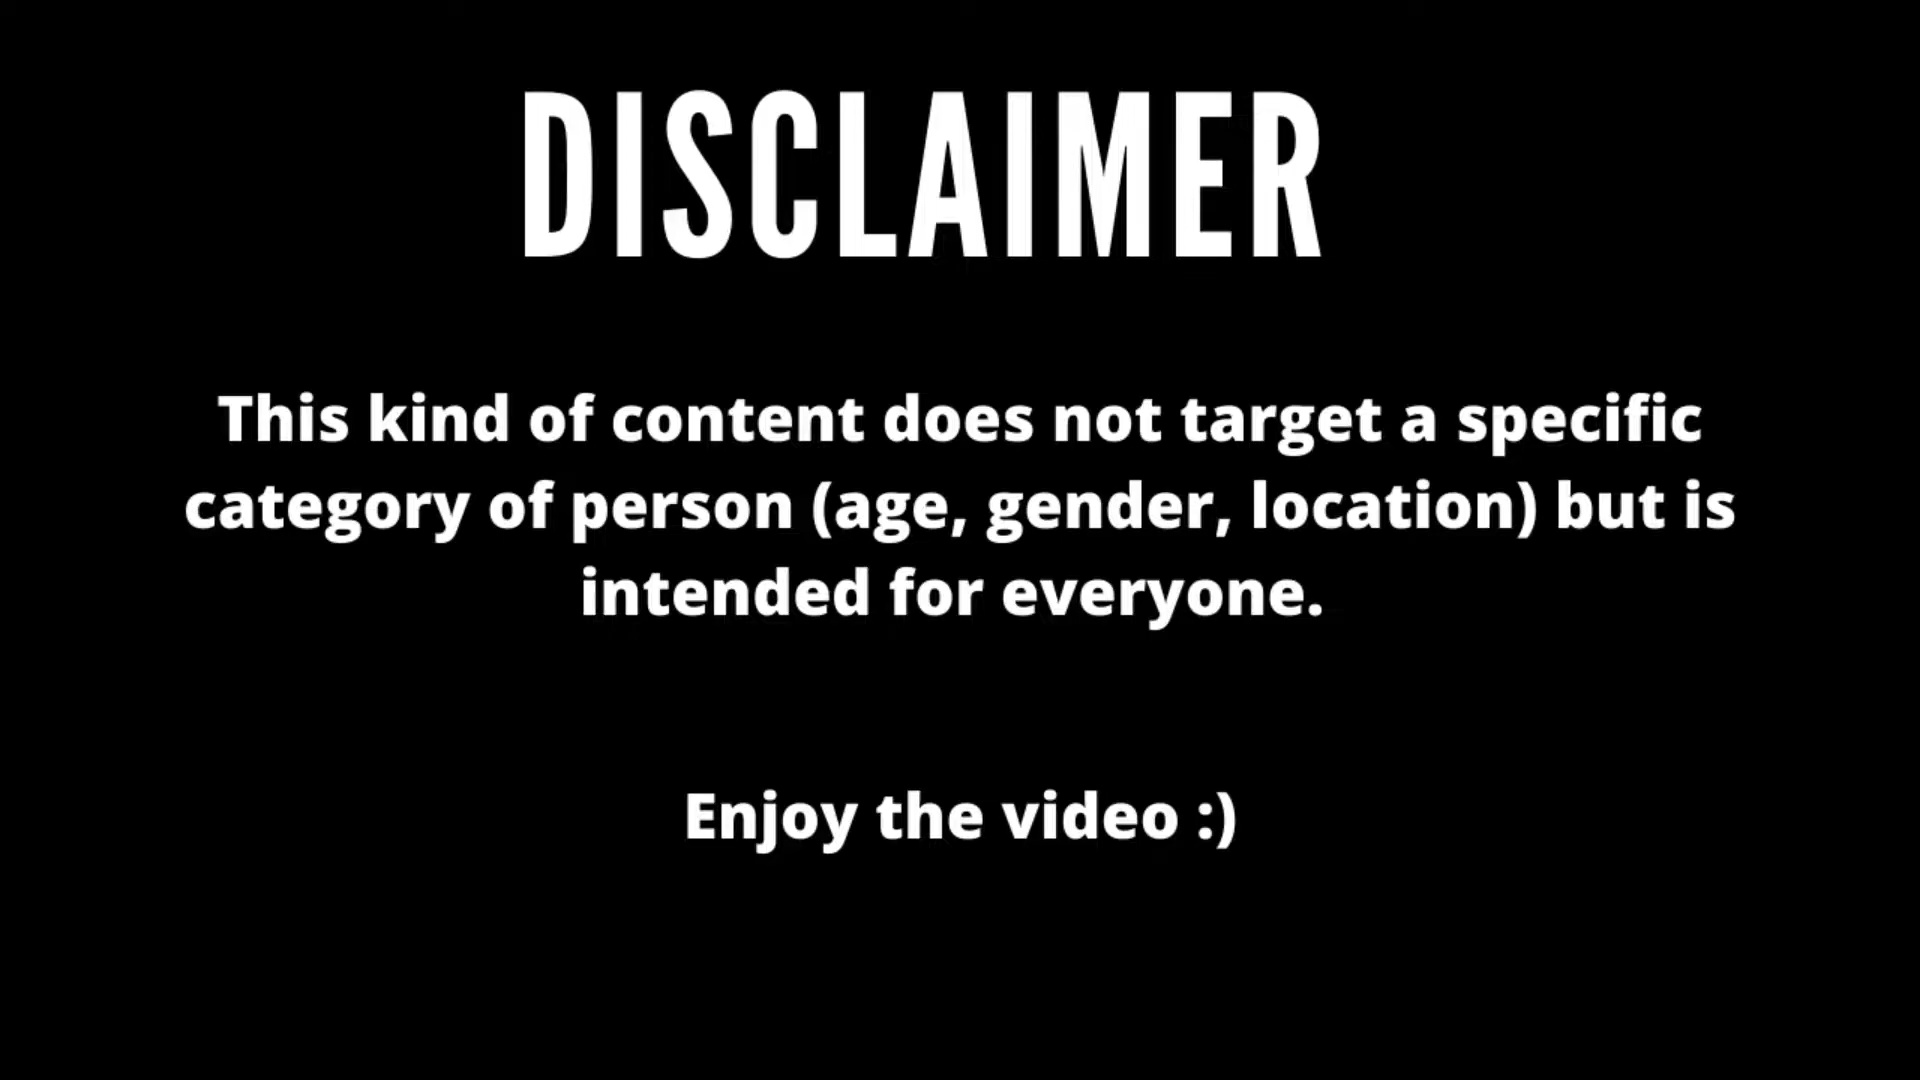 DISCLAIMER
This kind of content does not target a specific
category of person (age, gender, location) but is
intended for everyone.
Enjoy the video :)